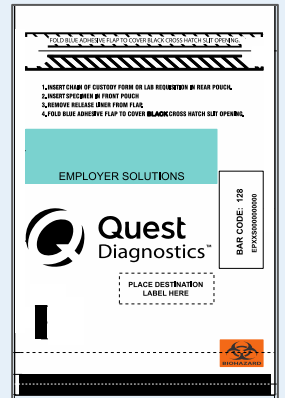 FOLD BLUE ADHESIVE FLAP TO COVER BLACK CROSS HATCH SLIT OPENING.
1. INSERT CHAIN OF CUSTODY FORM OR LAB REQUISITION IN REAR POUCH.
2. INSERT SPECIMEN IN FRONT POUCH
3. REMOVE RELEASE LINER FROM FLAP.
4. FOLD BLUE ADHESIVE FLAP TO COVER BLACK CROSS HATCH SLIT OPENING.
EMPLOYER SOLUTIONS
BAR CODE: 128
EPXXS0000000000
Quest
Diagnostics™
PLACE DESTINATION
LABEL HERE
BIOHAZARD